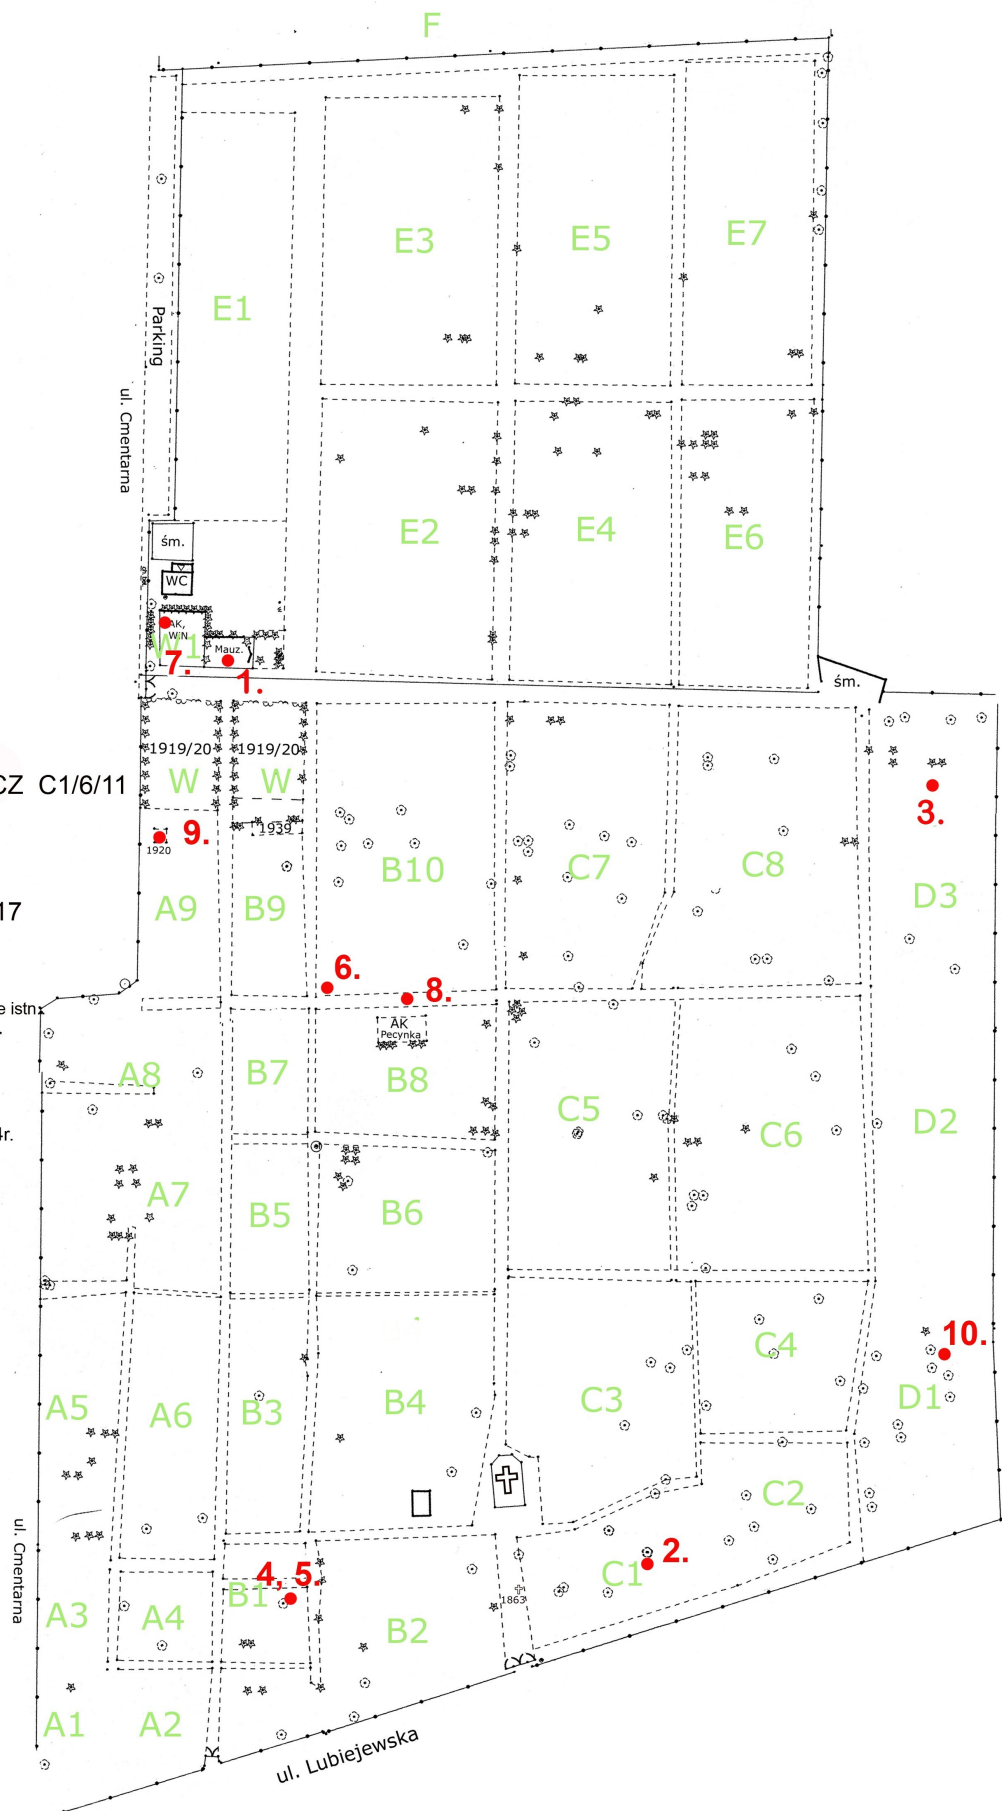 F
E3
E5
E7
E1
Parking
ul. Cmentarna
E2
E4
E6
śm.
WC
AK,
WiN
W1
Mauz.
7.
1.
śm.
1919/20
1919/20
W
W
CZ C1/6/11
3.
1939
9.
1920
B10
C7
C8
D3
A9
B9
17
6.
8.
e istn.
AK
Pecynka
A8
B7
B8
C5
C6
D2
r.
A7
B5
B6
10.
C4
A5
A6
B3
B4
C3
D1
C2
ul. Cmentarna
2.
4, 5.
C1
B1
1863
A3
A4
B2
A1
A2
ul. Lubiejewska